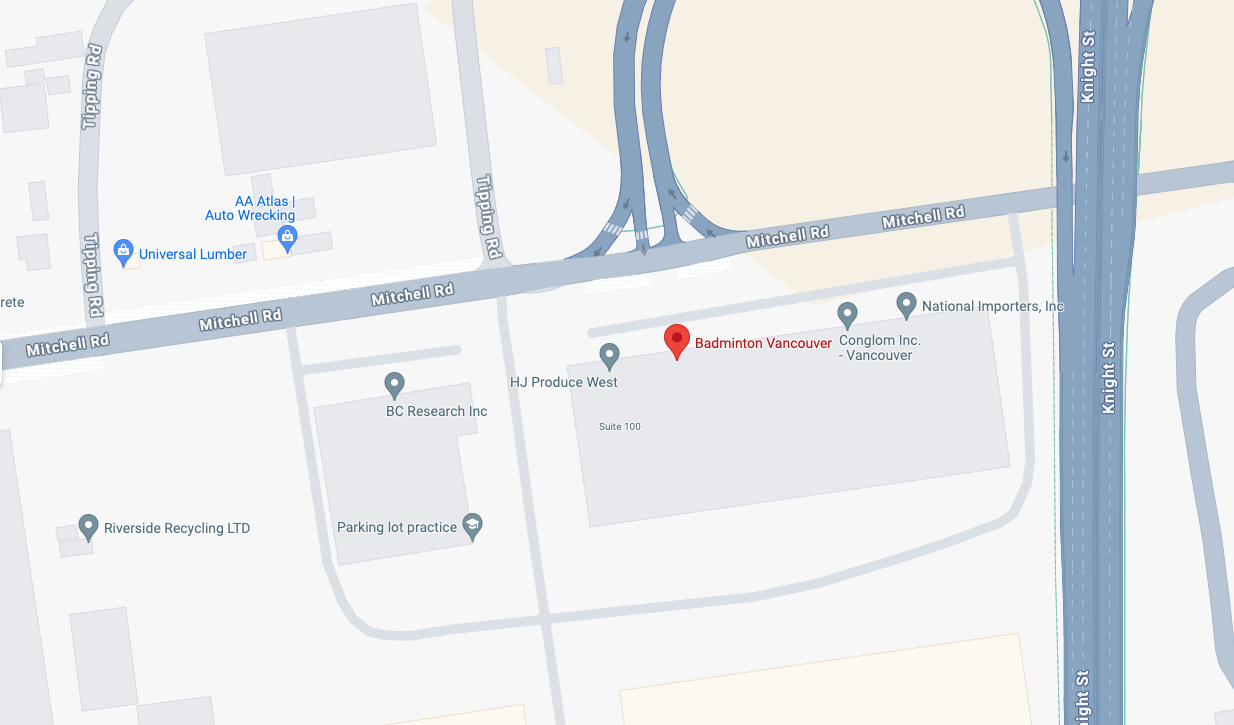 Knight St
Tipping Rd
Tipping Rd
AA Atlas |
Auto Wrecking
Mitchell Rd
Mitchell Rd
Universal Lumber
Tipping Rd
rete
Mitchell Rd
National Importers, Inc
Mitchell Rd
Badminton Vancouver
Conglom Inc.
- Vancouver
Mitchell Rd
HJ Produce West
Knight St
BC Research Inc
Suite 100
Parking lot practice
Riverside Recycling LTD
night St